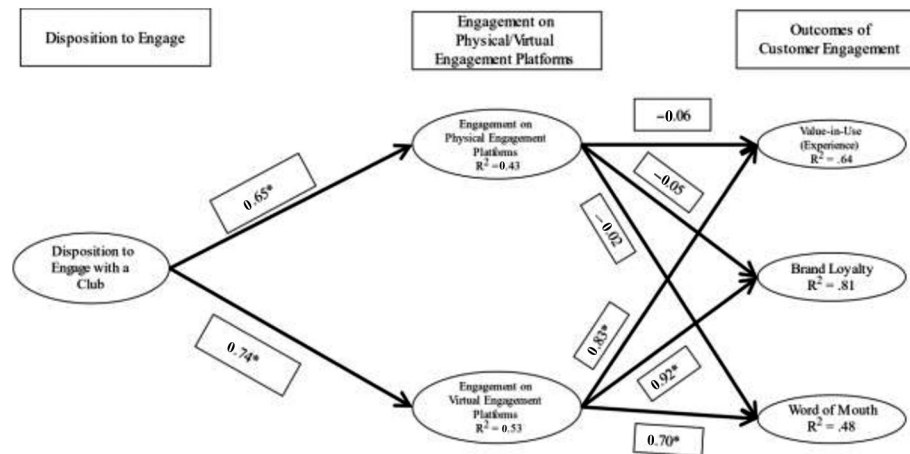 Disposition to Engage
Engagement on
Physical/Virtual
Engagement Platforms
Outcomes of
Customer Engagement
Engagement on
Physical Engagement
Platforms
R² =0.43
−0.06
Value-in-Use
(Experience)
R² = .64
0.65*
−0.05
−0.02
Disposition to
Engage with a
Club
Brand Loyalty
R² = .81
0.74*
0.83*
0.92*
Engagement on
Virtual Engagement
Platforms
R² = 0.53
0.70*
Word of Mouth
R² = .48